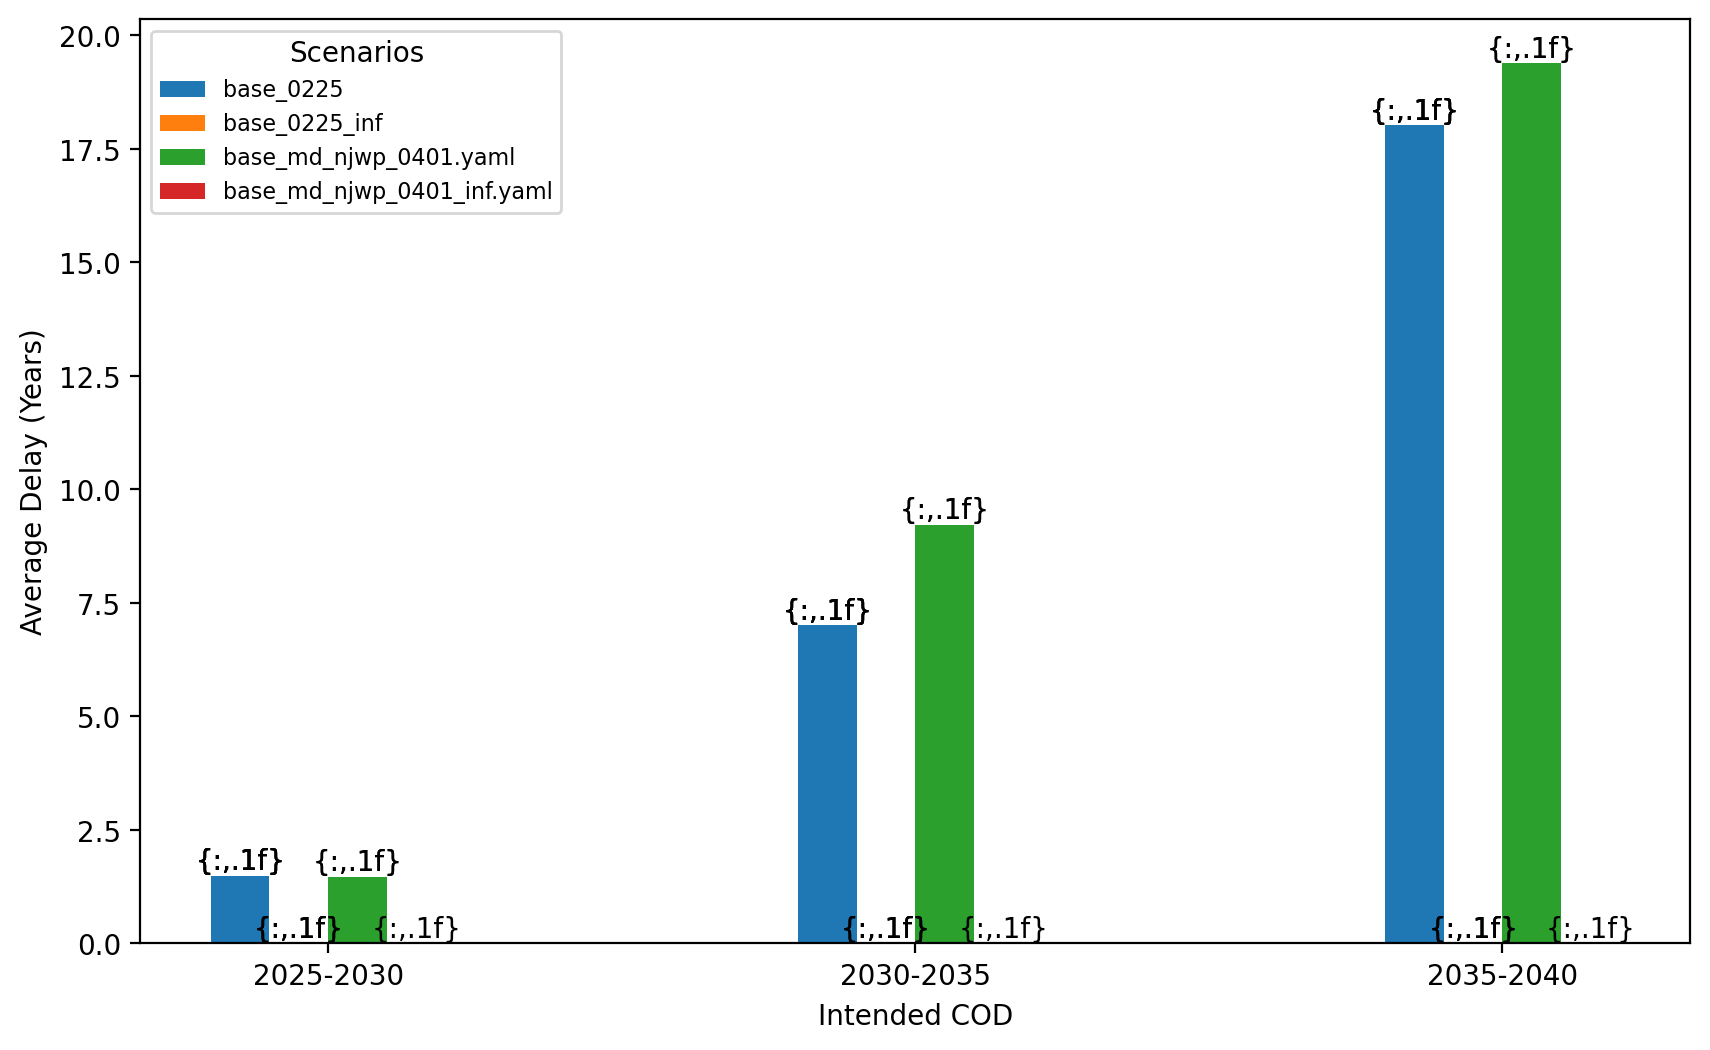 Scenarios
base_0225
base_0225_inf
base_md_njwp_0401.yaml
base_md_njwp_0401_inf.yaml
20.0
17.5
15.0
12.5
10.0
7.5
5.0
2.5
0.0
Average Delay (Years)
{:,.1f}
{:,.1f}
{:,.1f}
{:,.1f}
{:,.1f}
{:,.1f}
{:,.1f}
{:,.1f}
{:,.1f}
{:,.1f}
{:,.1f}
{:,.1f}
2025-2030
2030-2035
2035-2040
Intended COD